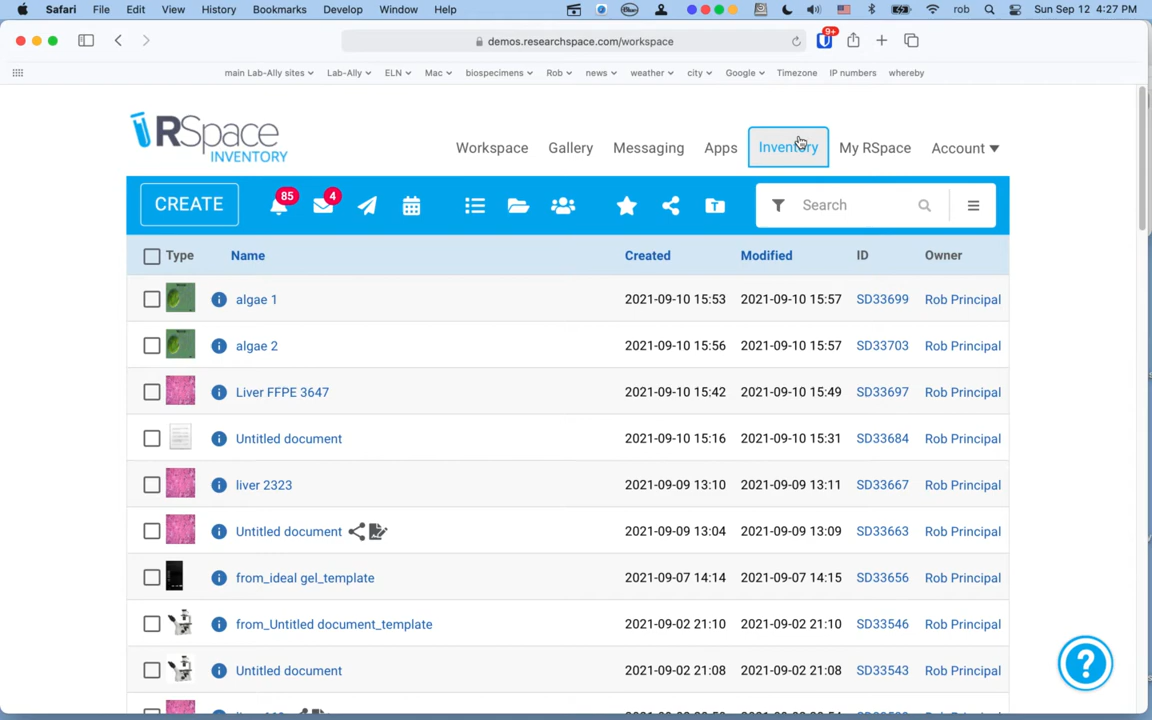 Safari File Edit View History Bookmarks Develop Window Help rob Sun Sep 12 4:27 PM
demos.researchspace.com/workspace 9+
main Lab-Ally sites Lab-Ally ELN Mac biospecimens Rob news weather city Google Timezone IP numbers whereby
RSpace
INVENTORY
Workspace Gallery Messaging Apps Inventory My RSpace Account
CREATE 85 4 T Search
Type Name Created Modified ID Owner
algae 1 2021-09-10 15:53 2021-09-10 15:57 SD33699 Rob Principal
algae 2 2021-09-10 15:56 2021-09-10 15:57 SD33703 Rob Principal
Liver FFPE 3647 2021-09-10 15:42 2021-09-10 15:49 SD33697 Rob Principal
Untitled document 2021-09-10 15:16 2021-09-10 15:31 SD33684 Rob Principal
liver 2323 2021-09-09 13:10 2021-09-09 13:11 SD33667 Rob Principal
Untitled document 2021-09-09 13:04 2021-09-09 13:09 SD33663 Rob Principal
from_ideal gel_template 2021-09-07 14:14 2021-09-07 14:15 SD33656 Rob Principal
from_Untitled document_template 2021-09-02 21:10 2021-09-02 21:10 SD33546 Rob Principal
Untitled document 2021-09-02 21:08 2021-09-02 21:08 SD33543 Rob Principal